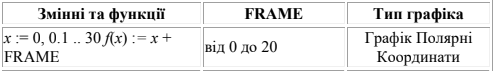 Змінні та функції FRAME Тип графіка
x := 0, 0.1 .. 30 f(x) := x +
FRAME
від 0 до 20
Графік Полярні
Координати